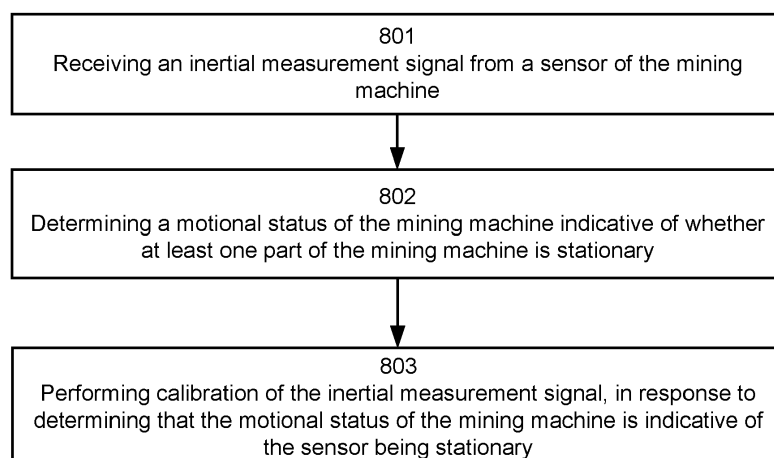 801
Receiving an inertial measurement signal from a sensor of the mining
machine
802
Determining a motional status of the mining machine indicative of whether
at least one part of the mining machine is stationary
803
Performing calibration of the inertial measurement signal, in response to
determining that the motional status of the mining machine is indicative of
the sensor being stationary